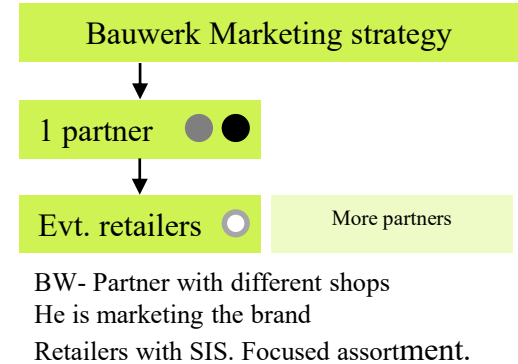 Bauwerk Marketing strategy
1 partner
Evt. retailers
More partners
BW- Partner with different shops
He is marketing the brand
Retailers with SIS. Focused assortment.